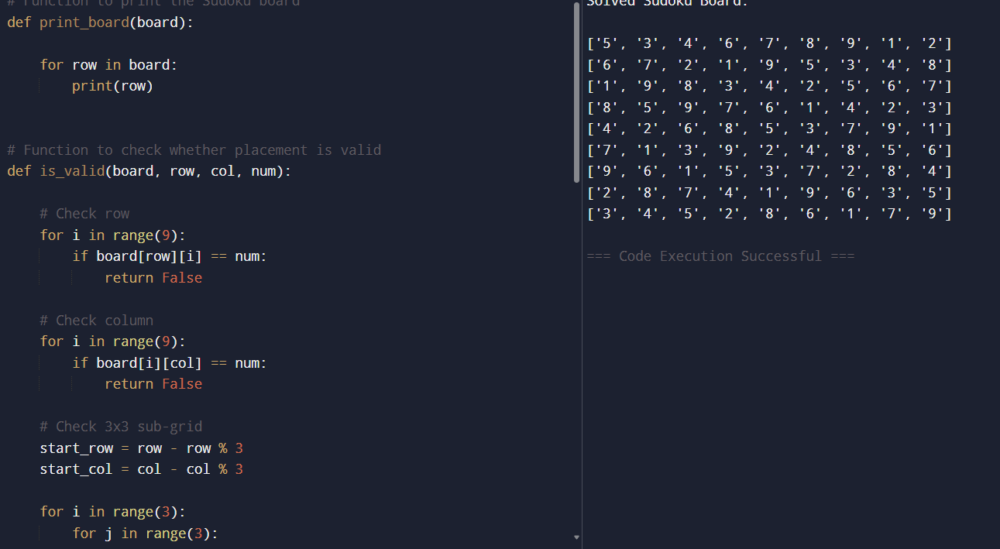 # Function to print the Sudoku board
def print_board(board):
    for row in board:
        print(row)
# Function to check whether placement is valid
def is_valid(board, row, col, num):
    # Check row
    for i in range(9):
        if board[row][i] == num:
            return False
    # Check column
    for i in range(9):
        if board[i][col] == num:
            return False
    # Check 3x3 sub-grid
    start_row = row - row % 3
    start_col = col - col % 3
    for i in range(3):
        for j in range(3):
Solved Sudoku Board:
['5', '3', '4', '6', '7', '8', '9', '1', '2']
['6', '7', '2', '1', '9', '5', '3', '4', '8']
['1', '9', '8', '3', '4', '2', '5', '6', '7']
['8', '5', '9', '7', '6', '1', '4', '2', '3']
['4', '2', '6', '8', '5', '3', '7', '9', '1']
['7', '1', '3', '9', '2', '4', '8', '5', '6']
['9', '6', '1', '5', '3', '7', '2', '8', '4']
['2', '8', '7', '4', '1', '9', '6', '3', '5']
['3', '4', '5', '2', '8', '6', '1', '7', '9']
=== Code Execution Successful ===